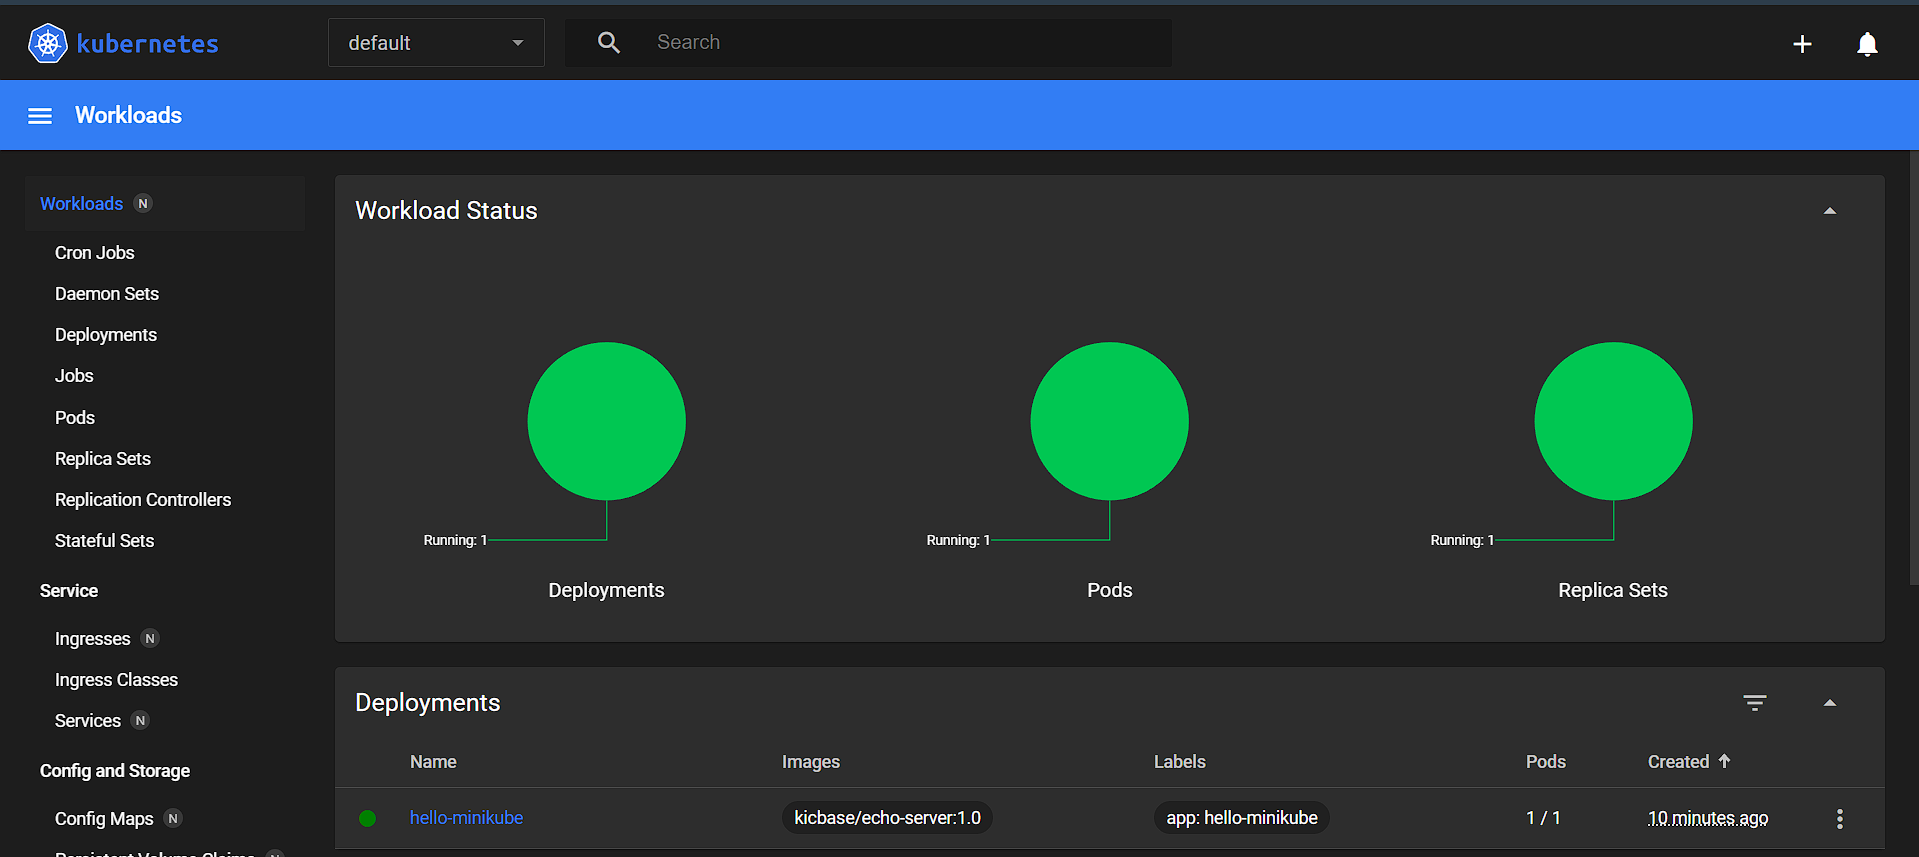 kubernetes
default
Search
Workloads
Workloads N
Cron Jobs
Daemon Sets
Deployments
Jobs
Pods
Replica Sets
Replication Controllers
Stateful Sets
Service
Ingresses N
Ingress Classes
Services N
Config and Storage
Config Maps N
Persistent Volume Claims N
Workload Status
Running: 1
Deployments
Running: 1
Pods
Running: 1
Replica Sets
Deployments
Name Images Labels Pods Created
hello-minikube kicbase/echo-server:1.0 app: hello-minikube 1 / 1 10 minutes ago